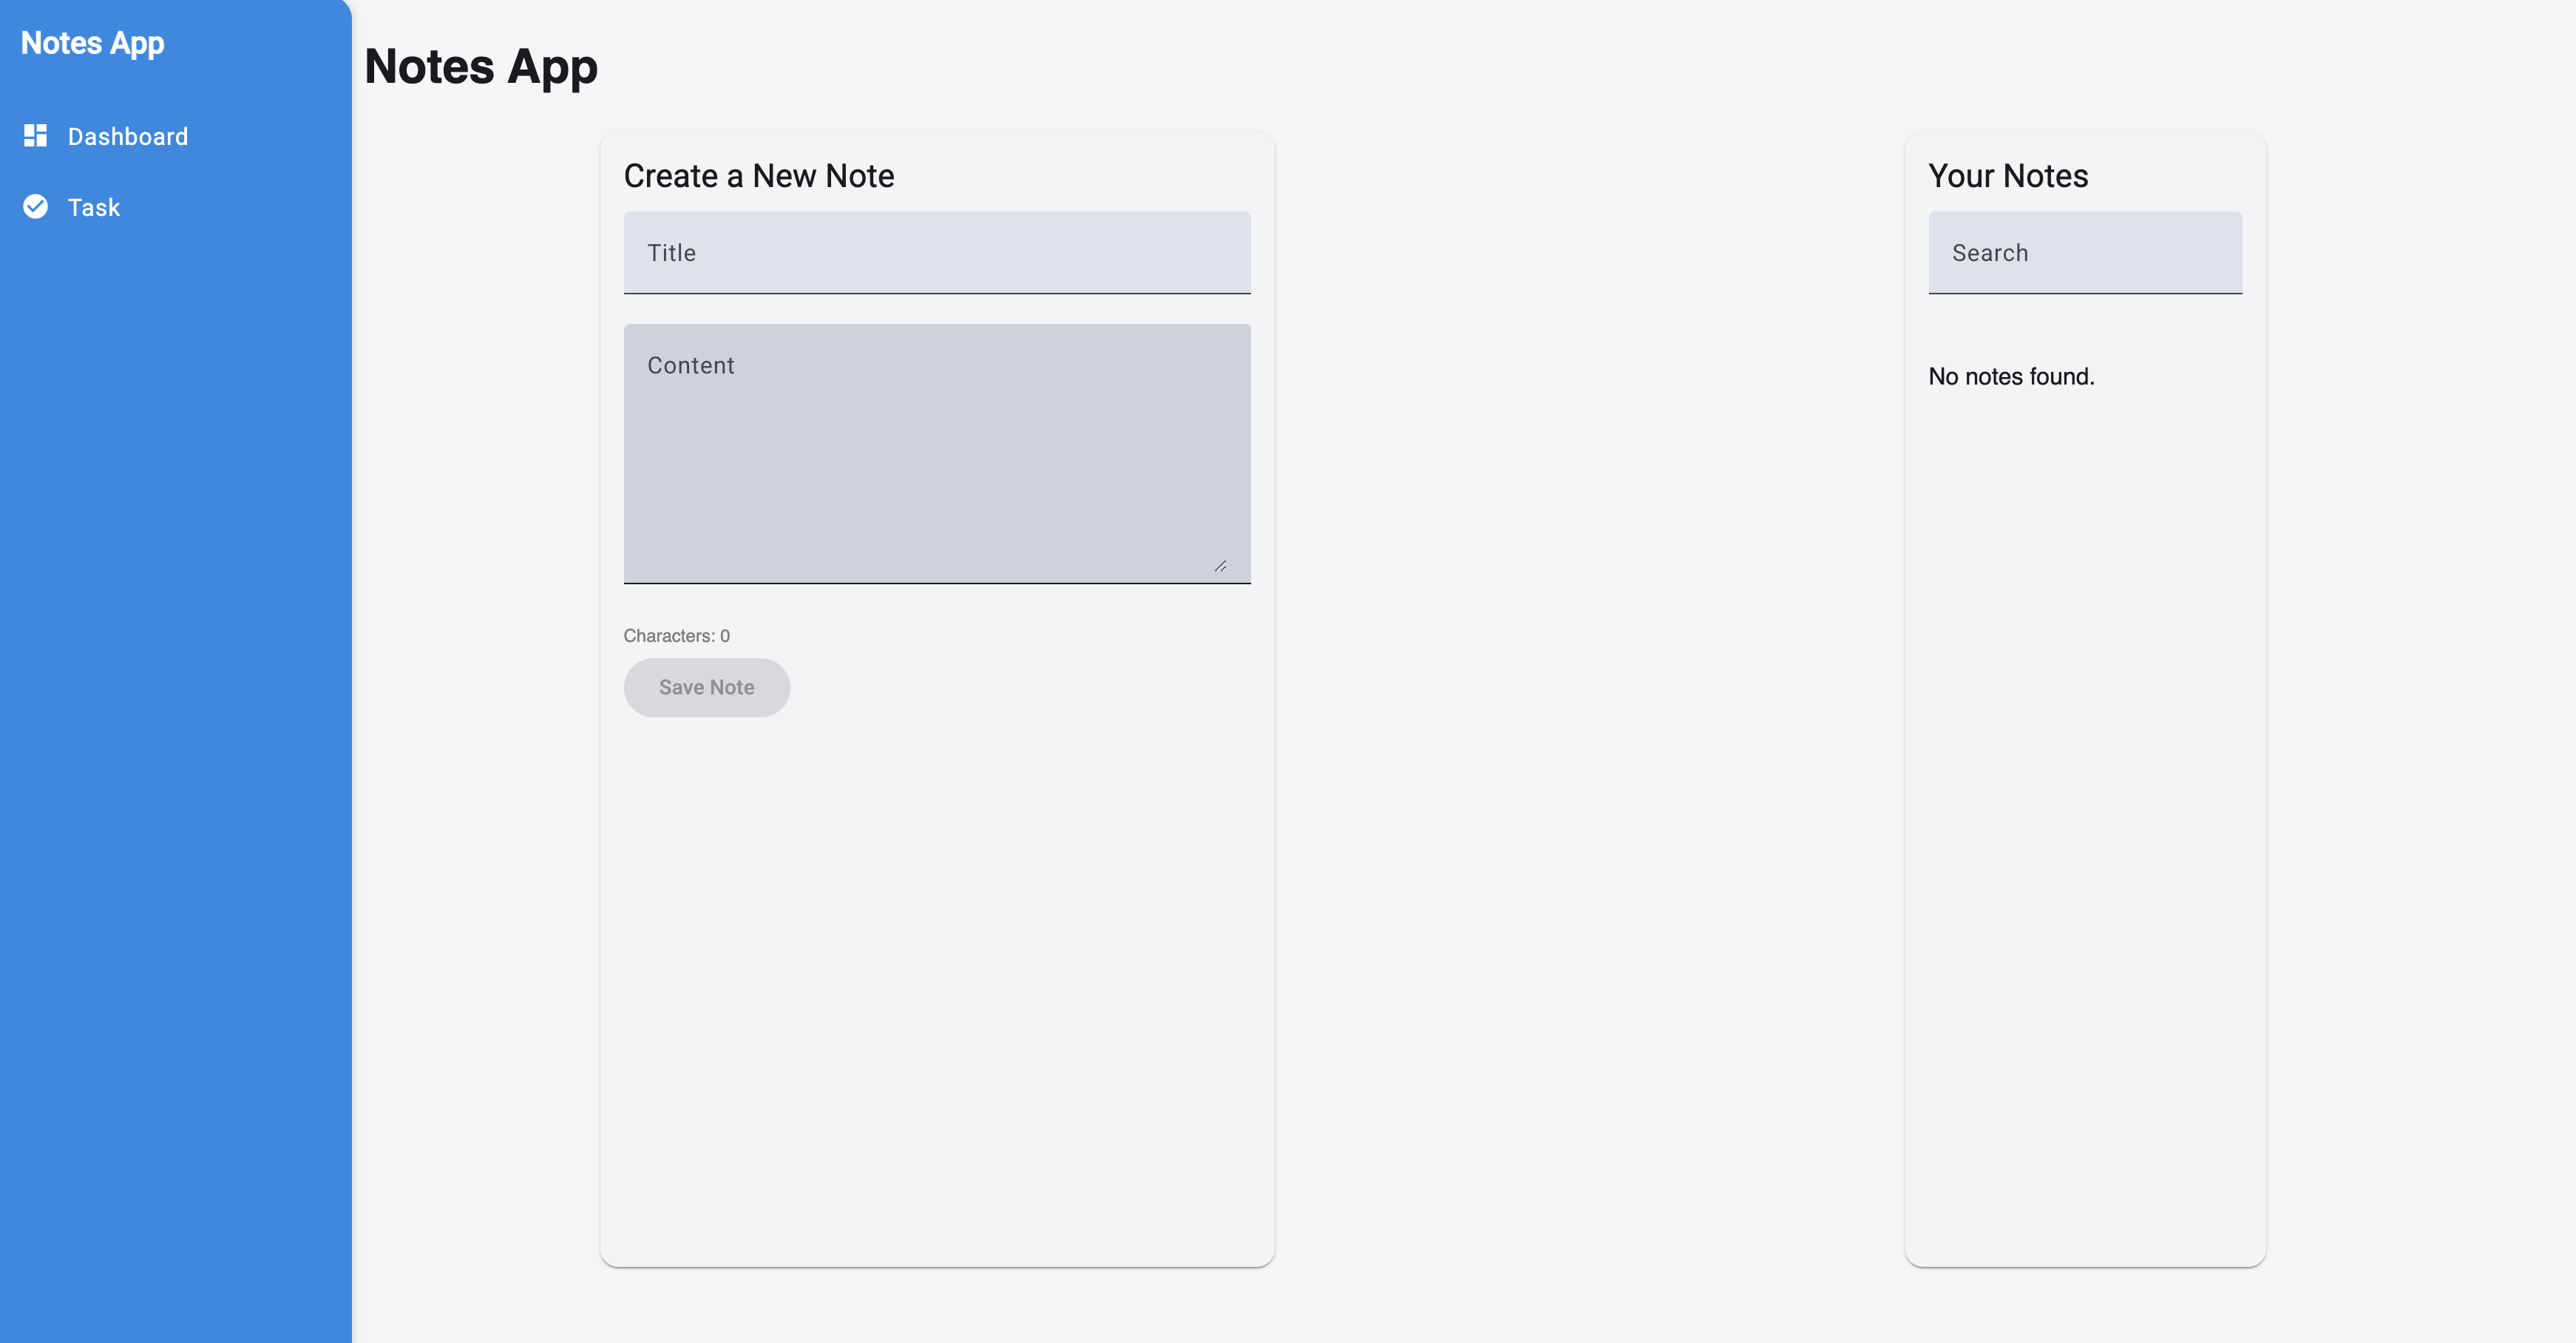 Notes App
Dashboard
Task
Notes App
Create a New Note
Title
Content
Characters: 0
Save Note
Your Notes
Search
No notes found.